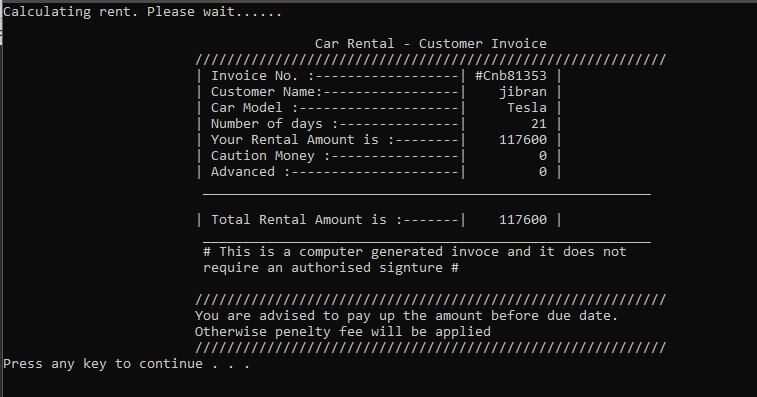 Calculating rent. Please wait......
Car Rental - Customer Invoice
///////////////////////////////////////////////////////////
| Invoice No. :------------------| #Cnb81353 |
| Customer Name:-----------------| jibran |
| Car Model :--------------------| Tesla |
| Number of days :---------------| 21 |
| Your Rental Amount is :--------| 117600 |
| Caution Money :----------------| 0 |
| Advanced :---------------------| 0 |
________________________________________________________
| Total Rental Amount is :-------| 117600 |
________________________________________________________
# This is a computer generated invoce and it does not
require an authorised signture #
///////////////////////////////////////////////////////////
You are advised to pay up the amount before due date.
Otherwise penelty fee will be applied
///////////////////////////////////////////////////////////
Press any key to continue . . .